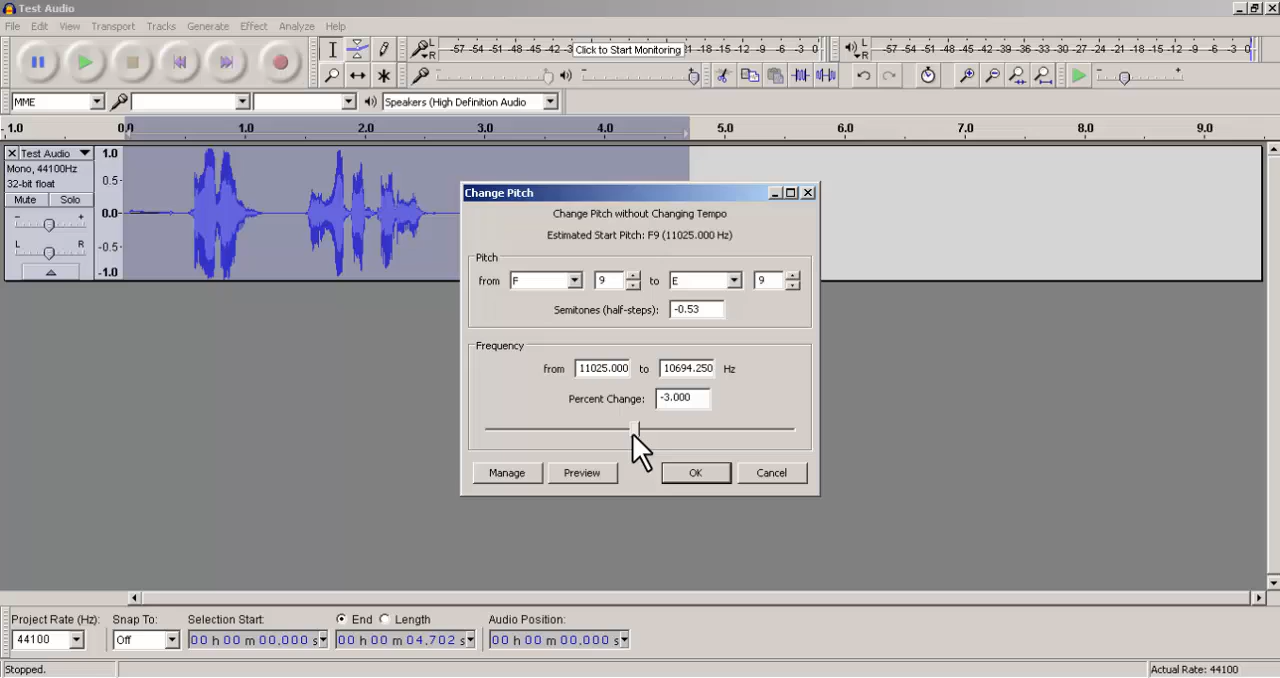 Test Audio
File Edit View Transport Tracks Generate Effect Analyze Help
L R -57 -54 -51 -48 -45 -42 -3 Click to Start Monitoring -18 -15 -12 -9 -6 -3 0
L R -57 -54 -51 -48 -45 -42 -39 -36 -33 -30 -27 -24 -21 -18 -15 -12 -9 -6 -3 0
- + - + - +
MME Speakers (High Definition Audio
-1.0 0.0 1.0 2.0 3.0 4.0 5.0 6.0 7.0 8.0 9.0
Test Audio
Mono, 44100Hz
32-bit float
Mute Solo
- +
L R
1.0
0.5
0.0
-0.5
-1.0
Change Pitch
Change Pitch without Changing Tempo
Estimated Start Pitch: F9 (11025.000 Hz)
Pitch
from F 9 to E 9
Semitones (half-steps): -0.53
Frequency
from 11025.000 to 10694.250 Hz
Percent Change: -3.000
Manage Preview OK Cancel
Project Rate (Hz): Snap To: Selection Start: End Length Audio Position:
44100 Off 00 h 00 m 00.000 s 00 h 00 m 04.702 s 00 h 00 m 00.000 s
Stopped. Actual Rate: 44100